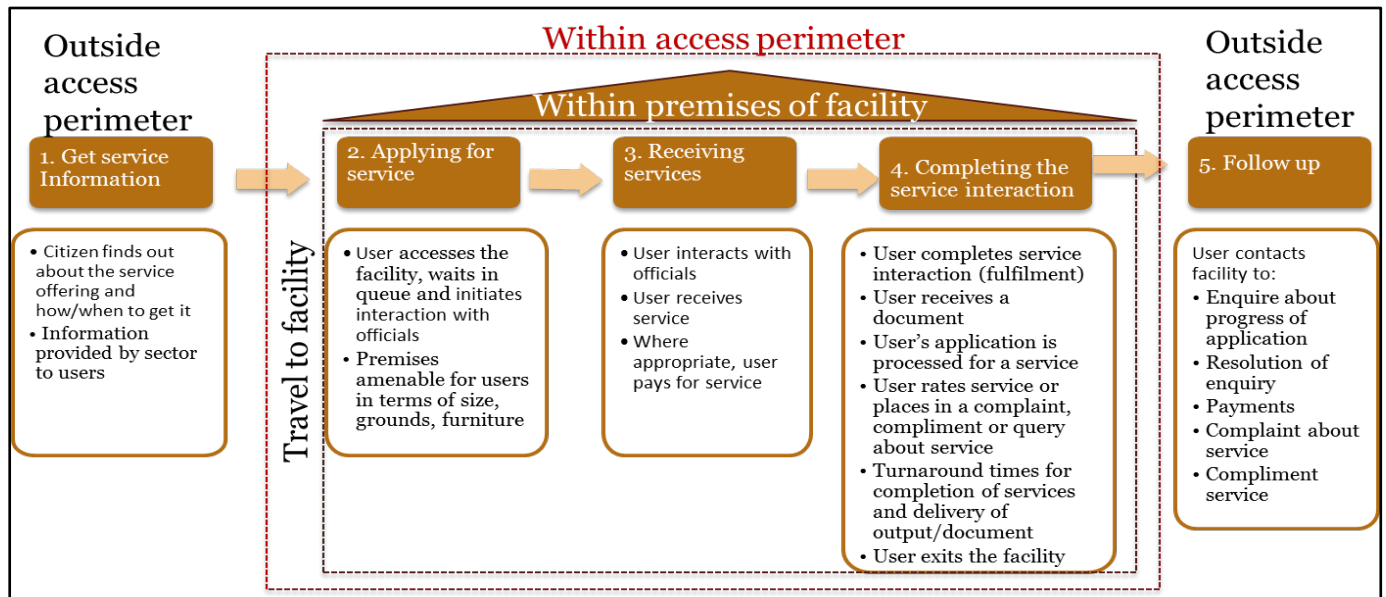 Outside
access
perimeter
1. Get service
Information
• Citizen finds out
about the service
offering and
how/when to get it
• Information
provided by sector
to users
Within access perimeter
Within premises of facility
Travel to facility
2. Applying for
service
• User accesses the
facility, waits in
queue and initiates
interaction with
officials
• Premises
amenable for users
in terms of size,
grounds, furniture
3. Receiving
services
• User interacts with
officials
• User receives
service
• Where
appropriate, user
pays for service
4. Completing the
service interaction
• User completes service
interaction (fulfilment)
• User receives a
document
• User's application is
processed for a service
• User rates service or
places in a complaint,
compliment or query
about service
• Turnaround times for
completion of services
and delivery of
output/document
• User exits the facility
Outside
access
perimeter
5. Follow up
User contacts
facility to:
• Enquire about
progress of
application
• Resolution of
enquiry
• Payments
• Complaint about
service
• Compliment
service